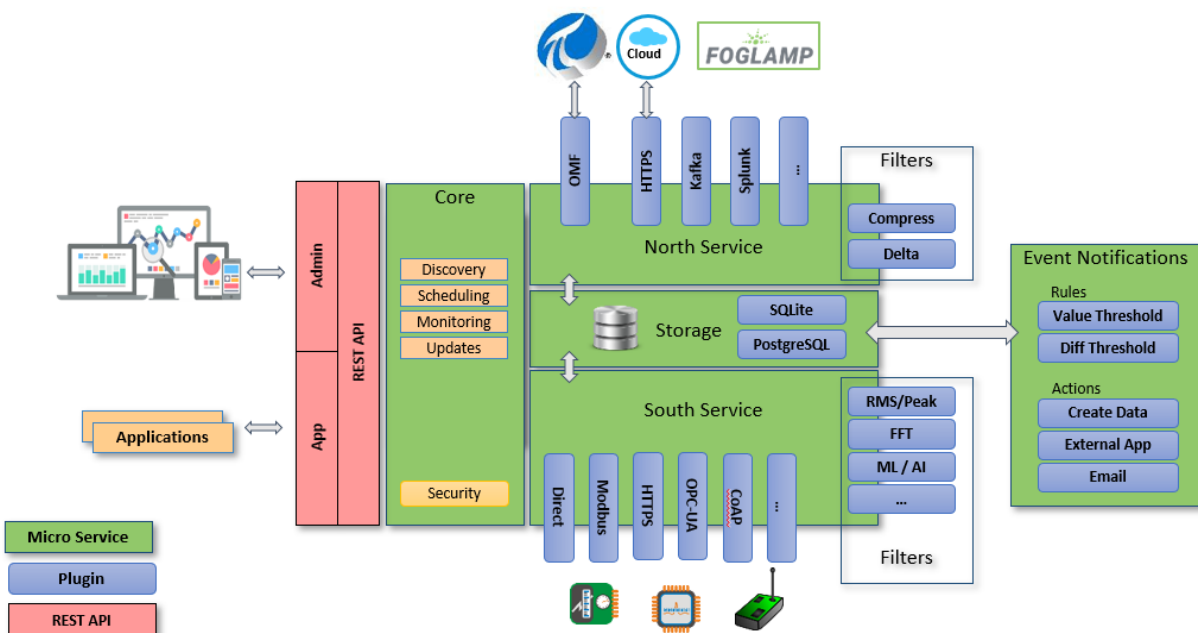 ®
Cloud
FOGLAMP
OMF
HTTPS
Kafka
Splunk
...
Filters
Compress
Delta
North Service
Core
Discovery
Scheduling
Monitoring
Updates
Security
Admin
App
REST API
Applications
Storage
SQLite
PostgreSQL
South Service
RMS/Peak
FFT
ML / AI
...
Filters
Direct
Modbus
HTTPS
OPC-UA
CoAP
...
Event Notifications
Rules
Value Threshold
Diff Threshold
Actions
Create Data
External App
Email
Micro Service
Plugin
REST API